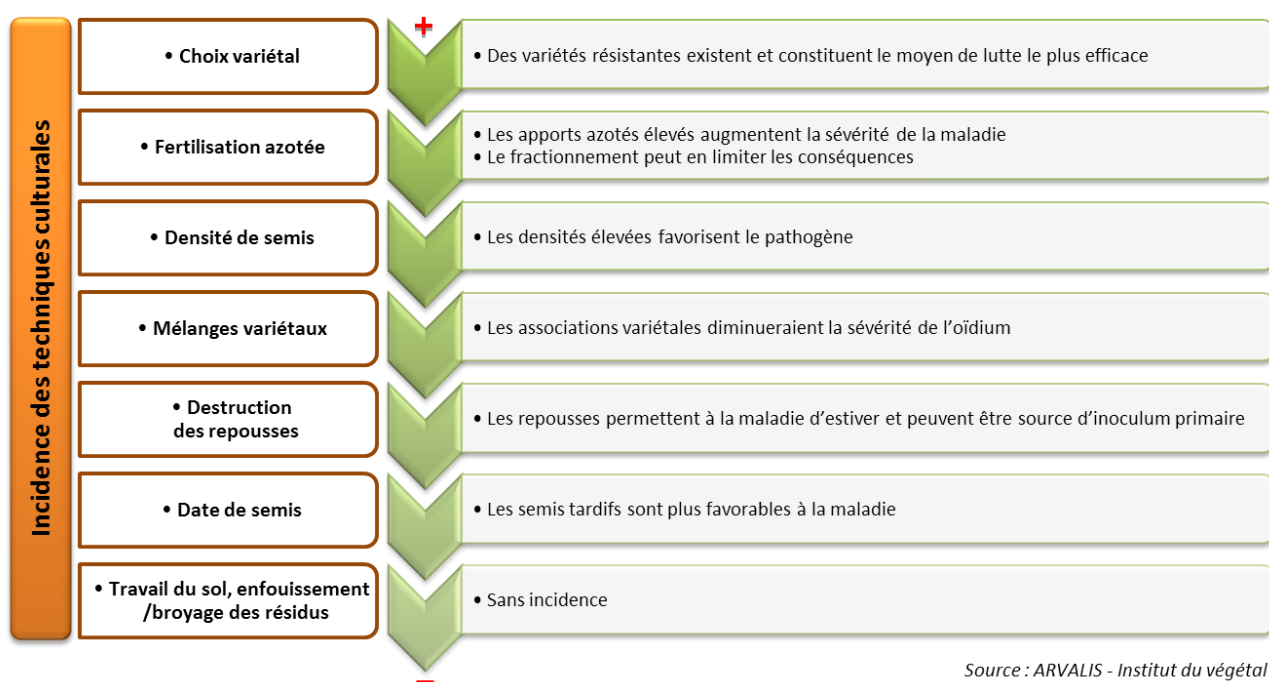 Incidence des techniques culturales
+
• Choix variétal
• Des variétés résistantes existent et constituent le moyen de lutte le plus efficace
• Fertilisation azotée
• Les apports azotés élevés augmentent la sévérité de la maladie
• Le fractionnement peut en limiter les conséquences
• Densité de semis
• Les densités élevées favorisent le pathogène
• Mélanges variétaux
• Les associations variétales diminueraient la sévérité de l’oïdium
• Destruction
des repousses
• Les repousses permettent à la maladie d’estiver et peuvent être source d’inoculum primaire
• Date de semis
• Les semis tardifs sont plus favorables à la maladie
• Travail du sol, enfouissement
/broyage des résidus
• Sans incidence
–
Source : ARVALIS - Institut du végétal